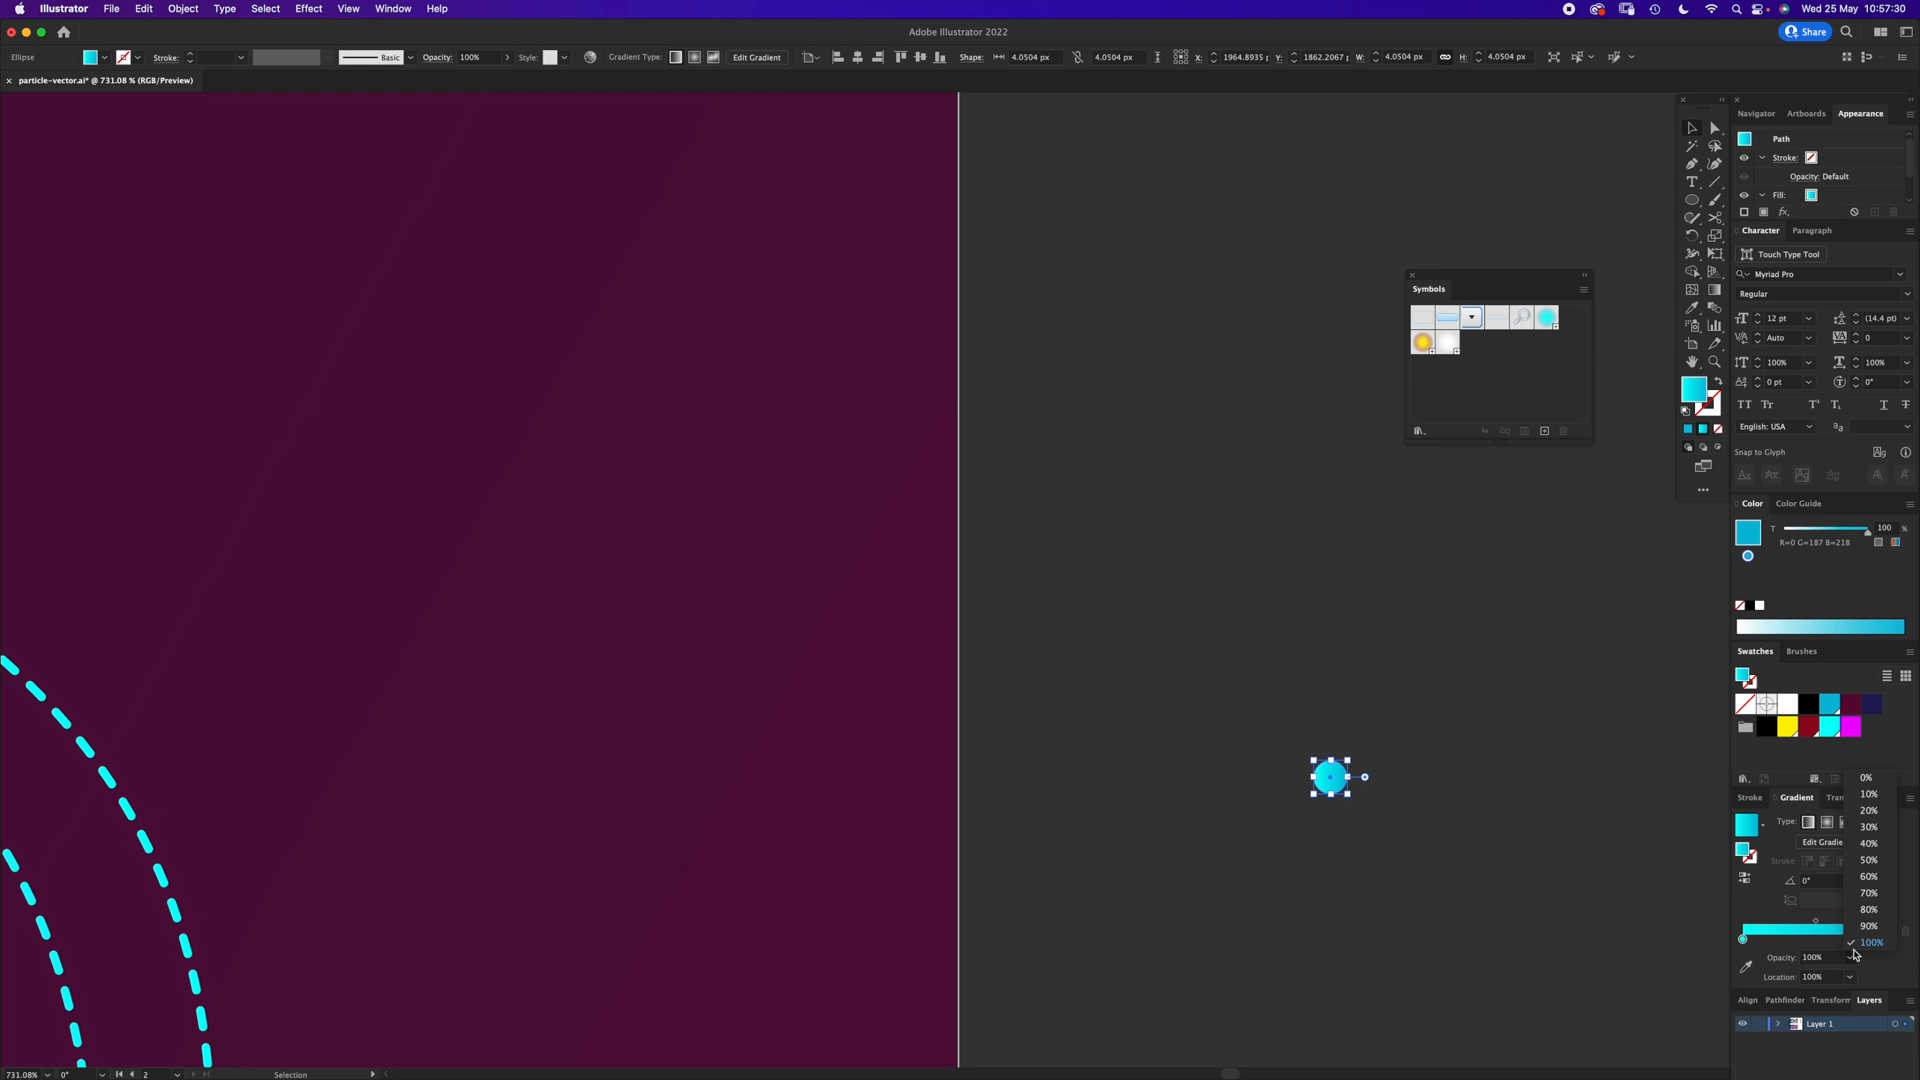 Illustrator File Edit Object Type Select Effect View Window Help Wed 25 May 10:57:30
Adobe Illustrator 2022 Share
Ellipse Stroke: Basic Opacity: 100% Style: Gradient Type: Edit Gradient Shape: 4.0504 px 4.0504 px X: 1964.8935 Y: 1862.2067 W: 4.0504 px H: 4.0504 px
× particle-vector.ai* @ 731.08 % (RGB/Preview)
Navigator Artboards Appearance
Path
Stroke:
Opacity: Default
Fill:
fx.
Character Paragraph
Touch Type Tool
Myriad Pro
Regular
12 pt (14.4 pt)
Auto 0
100% 100%
0 pt 0°
English: USA
Snap to Glyph
Symbols
Color Color Guide
T 100 %
R=0 G=187 B=218
Swatches Brushes
0%
10%
20%
30%
40%
50%
60%
70%
80%
90%
100%
Stroke Gradient Tran
Type:
Edit Gradie
Stroke:
0°
Opacity: 100%
Location: 100%
Align Pathfinder Transform Layers
Layer 1
731.08% 0° 2 Selection